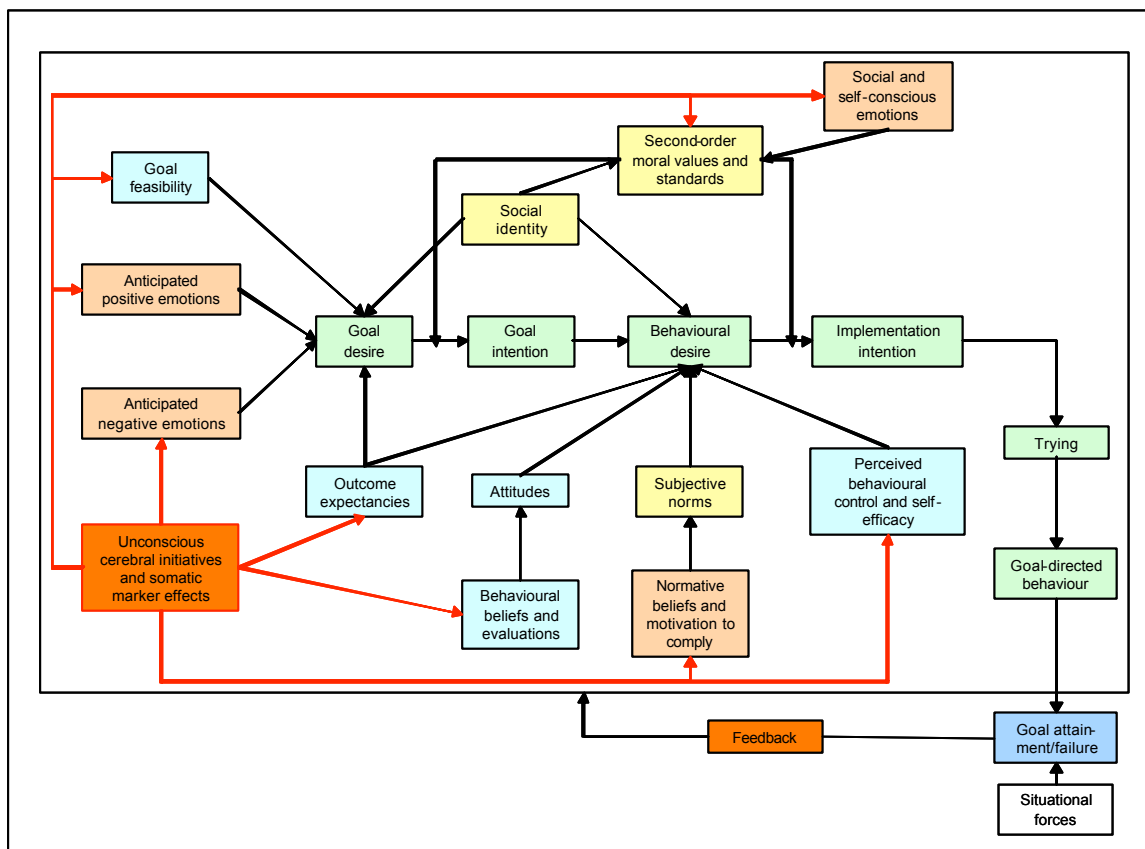 Social and
self-conscious
emotions
Second-order
moral values and
standards
Goal
feasibility
Social
identity
Anticipated
positive emotions
Goal
desire
Goal
intention
Behavioural
desire
Implementation
intention
Anticipated
negative emotions
Trying
Outcome
expectancies
Attitudes
Subjective
norms
Perceived
behavioural
control and self-
efficacy
Unconscious
cerebral initiatives
and somatic
marker effects
Behavioural
beliefs and
evaluations
Normative
beliefs and
motivation to
comply
Goal-directed
behaviour
Feedback
Goal attain-
ment/failure
Situational
forces